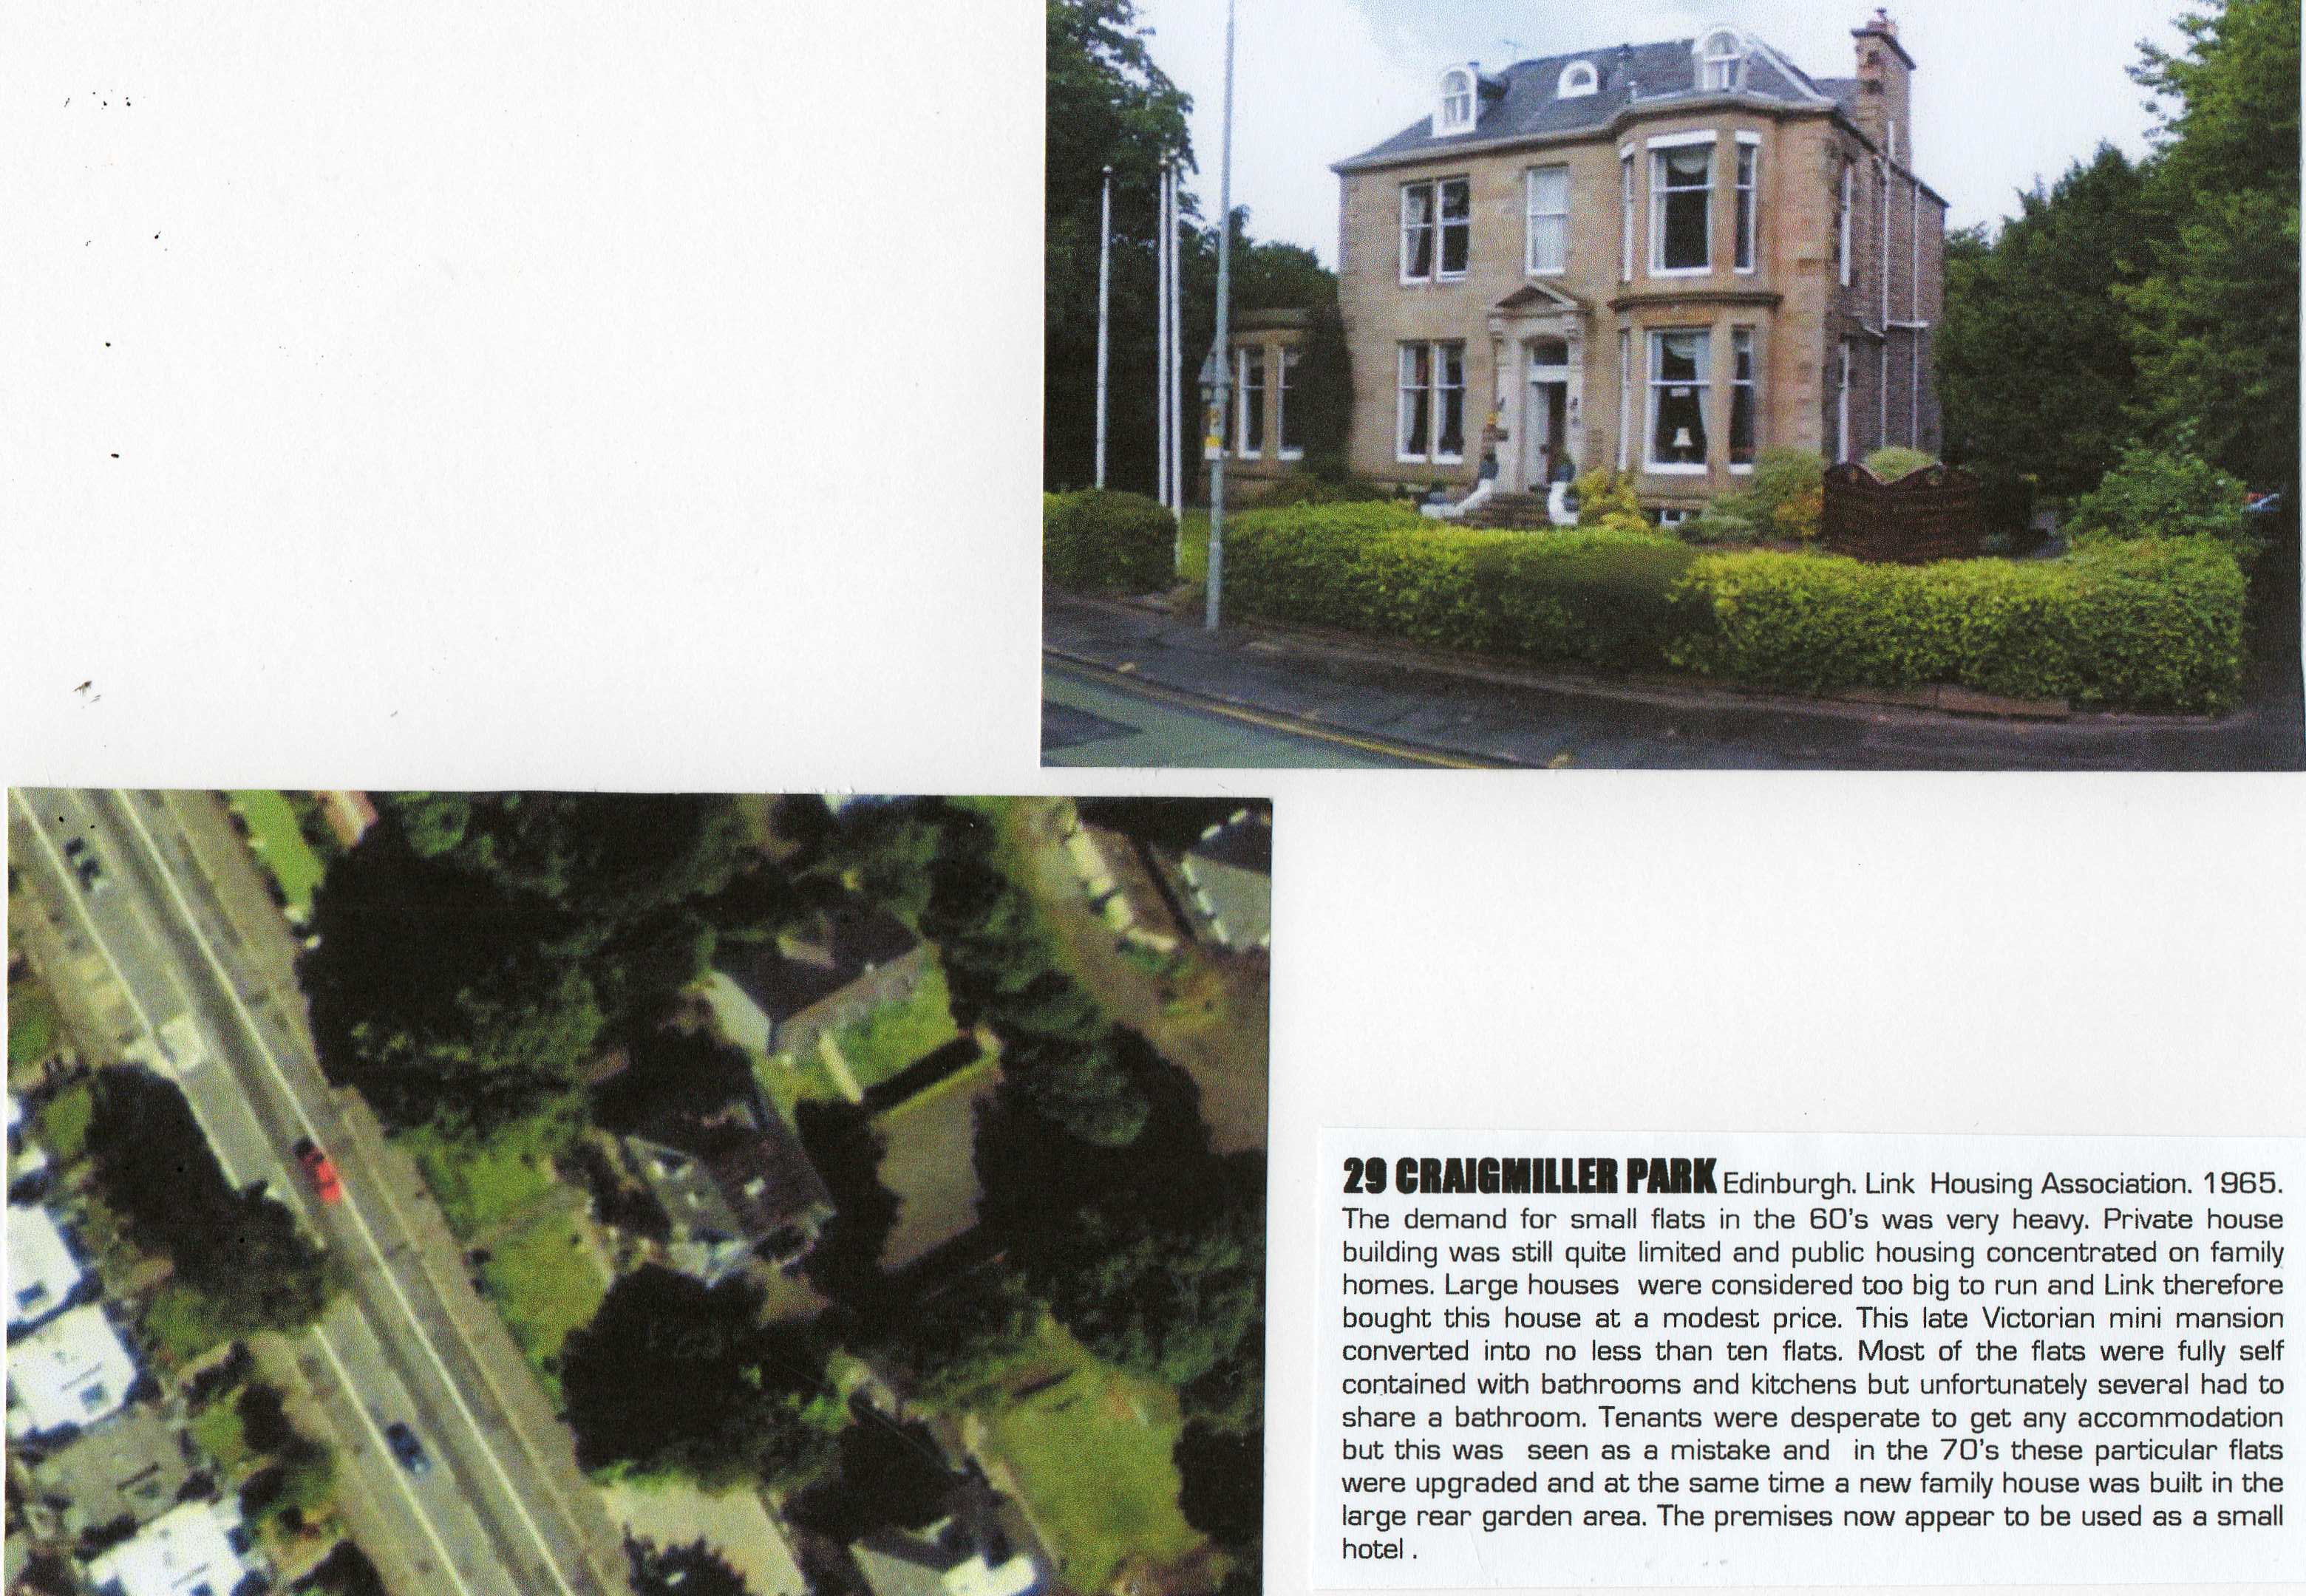 29 CRAIGMILLER PARK Edinburgh. Link Housing Association. 1965.
The demand for small flats in the 60's was very heavy. Private house
building was still quite limited and public housing concentrated on family
homes. Large houses were considered too big to run and Link therefore
bought this house at a modest price. This late Victorian mini mansion
converted into no less than ten flats. Most of the flats were fully self
contained with bathrooms and kitchens but unfortunately several had to
share a bathroom. Tenants were desperate to get any accommodation
but this was seen as a mistake and in the 70's these particular flats
were upgraded and at the same time a new family house was built in the
large rear garden area. The premises now appear to be used as a small
hotel .